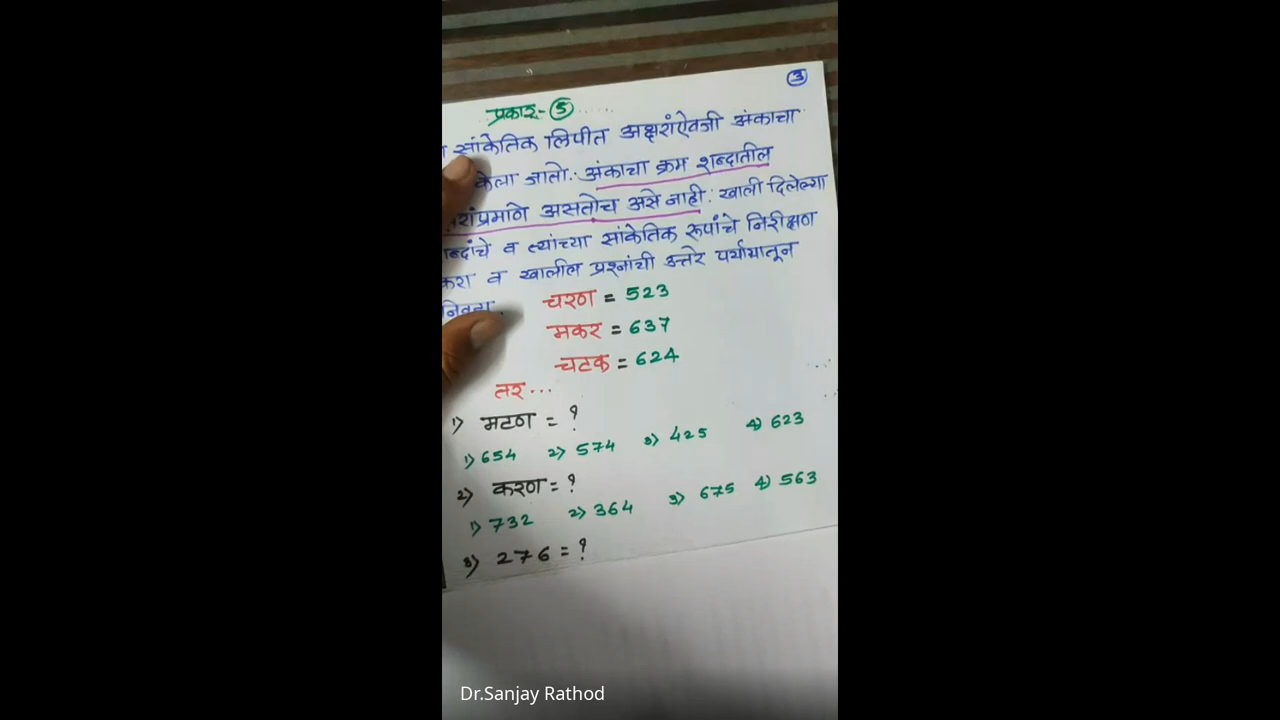 3
प्रकार- 5
सांकेतिक लिपीत अक्षरांऐवजी अंकाचा
केला जातो. अंकाचा क्रम शब्दातील
रांप्रमाणे असतोच असे नाही. खाली दिलेल्या
ब्दांचे व त्यांच्या सांकेतिक रूपांचे निरीक्षण
करा व खालील प्रश्नांची उत्तरे पर्यायातून
चरण = 523
मकर = 637
चटक = 624
तर...
1) मटण = ?
1) 654 2) 574 3) 425 4) 623
2) करण = ?
1) 732 2) 364 3) 675 4) 563
3) 276 = ?
Dr.Sanjay Rathod